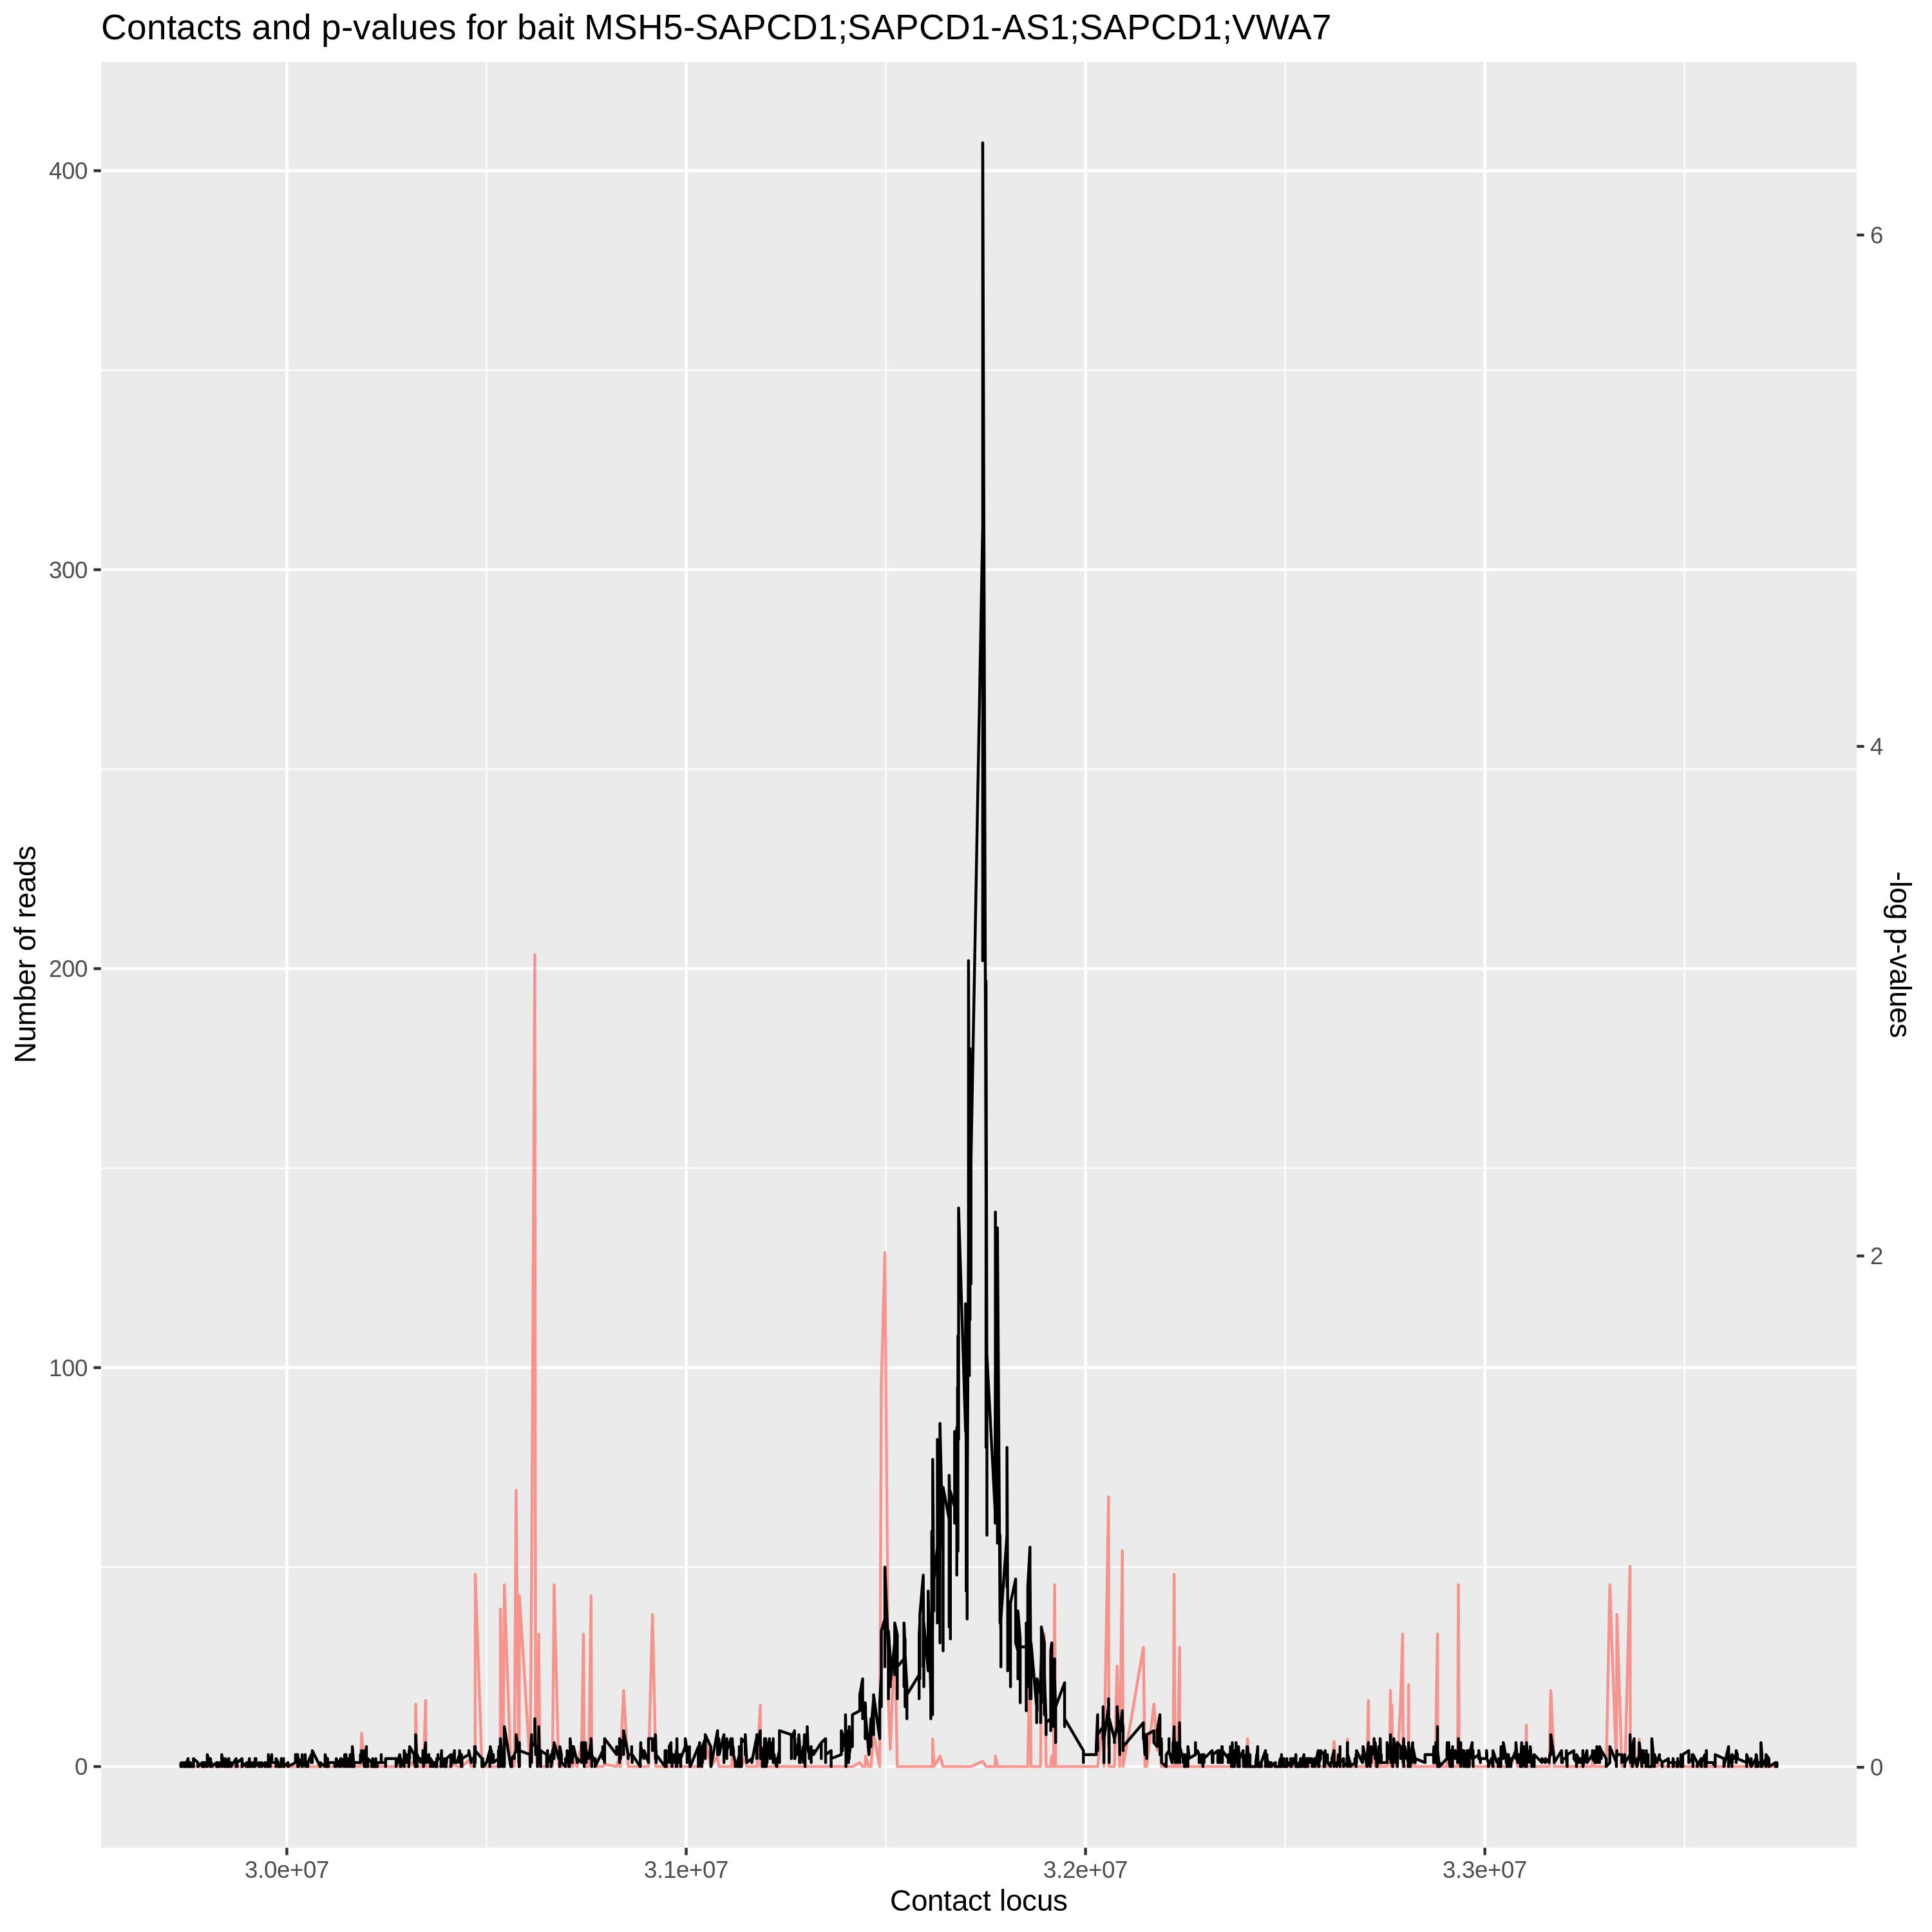 Contacts and p-values for bait MSH5-SAPCD1;SAPCD1-AS1;SAPCD1;VWA7
400
300
200
100
0
Number of reads
6
4
2
0
-log p-values
3.0e+07
3.1e+07
3.2e+07
3.3e+07
Contact locus